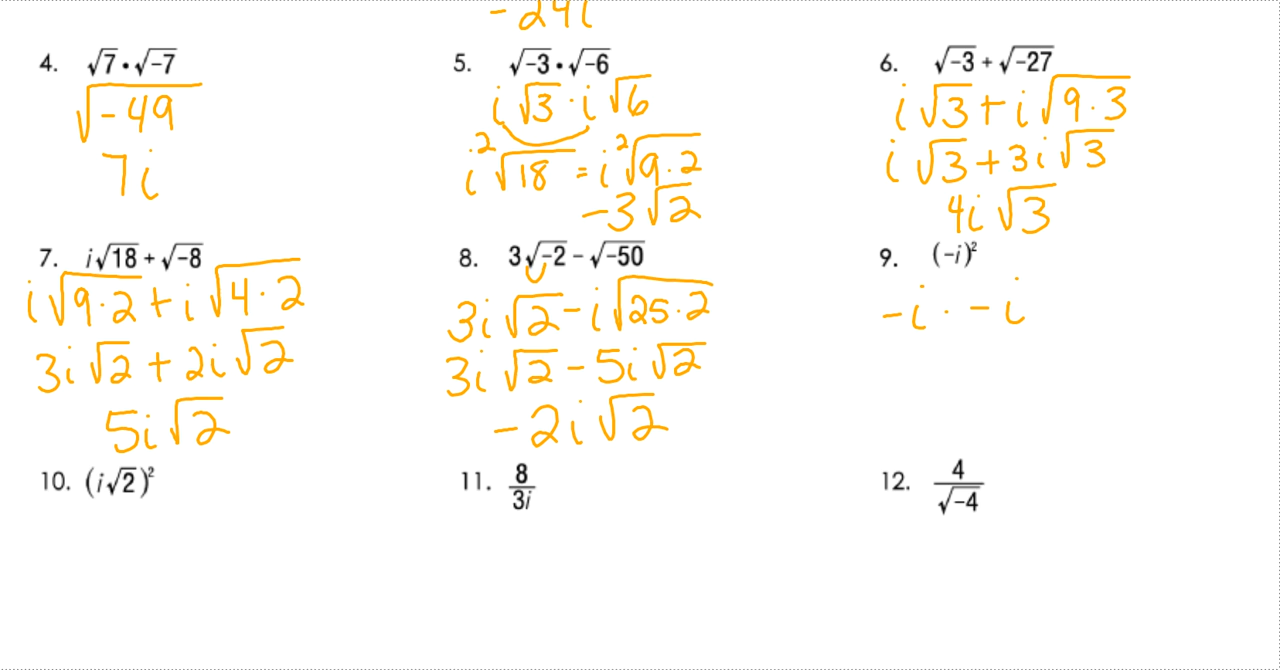 -24i
4. √7 • √-7
√-49
7i
5. √-3 • √-6
i√3 · i√6
i²√18 = i²√9·2
-3√2
6. √-3 + √-27
i√3 + i√9·3
i√3 + 3i√3
4i√3
7. i√18 + √-8
i√9·2 + i√4·2
3i√2 + 2i√2
5i√2
8. 3√-2 - √-50
3i√2 - i√25·2
3i√2 - 5i√2
-2i√2
9. (-i)²
-i · -i
10. (i√2)²
11. 8/3i
12. 4/√-4